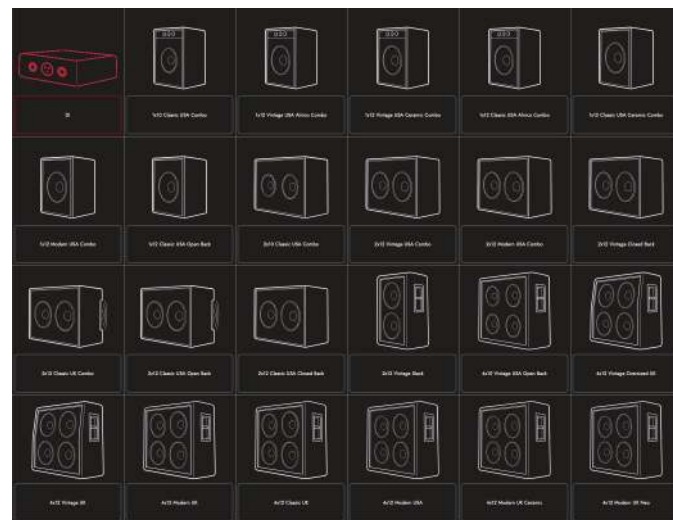 DI
1x12 Classic USA Combo
1x12 Vintage USA Alnico Combo
1x12 Vintage USA Ceramic Combo
1x12 Classic USA Alnico Combo
1x12 Classic USA Ceramic Combo
1x12 Modern USA Combo
1x12 Classic USA Open Back
2x10 Classic USA Combo
2x12 Vintage USA Combo
2x12 Modern USA Combo
2x12 Vintage Closed Back
2x12 Classic UK Combo
2x12 Classic USA Open Back
2x12 Classic USA Closed Back
2x12 Vintage Stack
4x10 Vintage USA Open Back
4x12 Vintage Oversized UK
4x12 Vintage UK
4x12 Modern UK
4x12 Classic UK
4x12 Modern USA
4x12 Modern UK Ceramic
4x12 Modern UK Neo